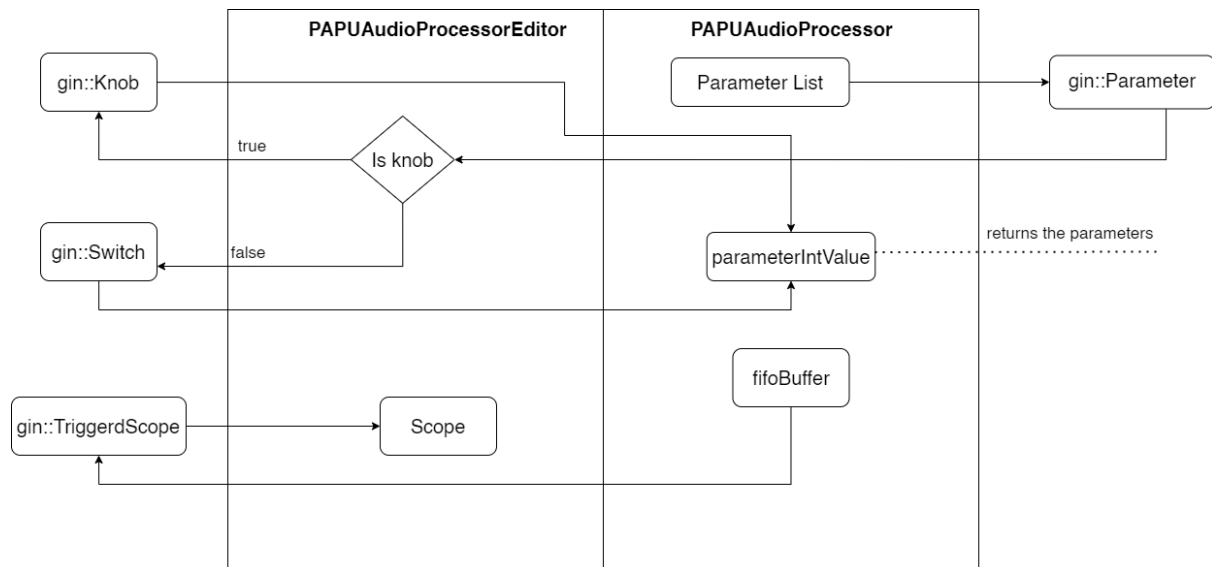 PAPUAudioProcessorEditor
PAPUAudioProcessor
gin::Knob
Parameter List
gin::Parameter
true
Is knob
gin::Switch
false
parameterIntValue
returns the parameters
fifoBuffer
gin::TriggerdScope
Scope